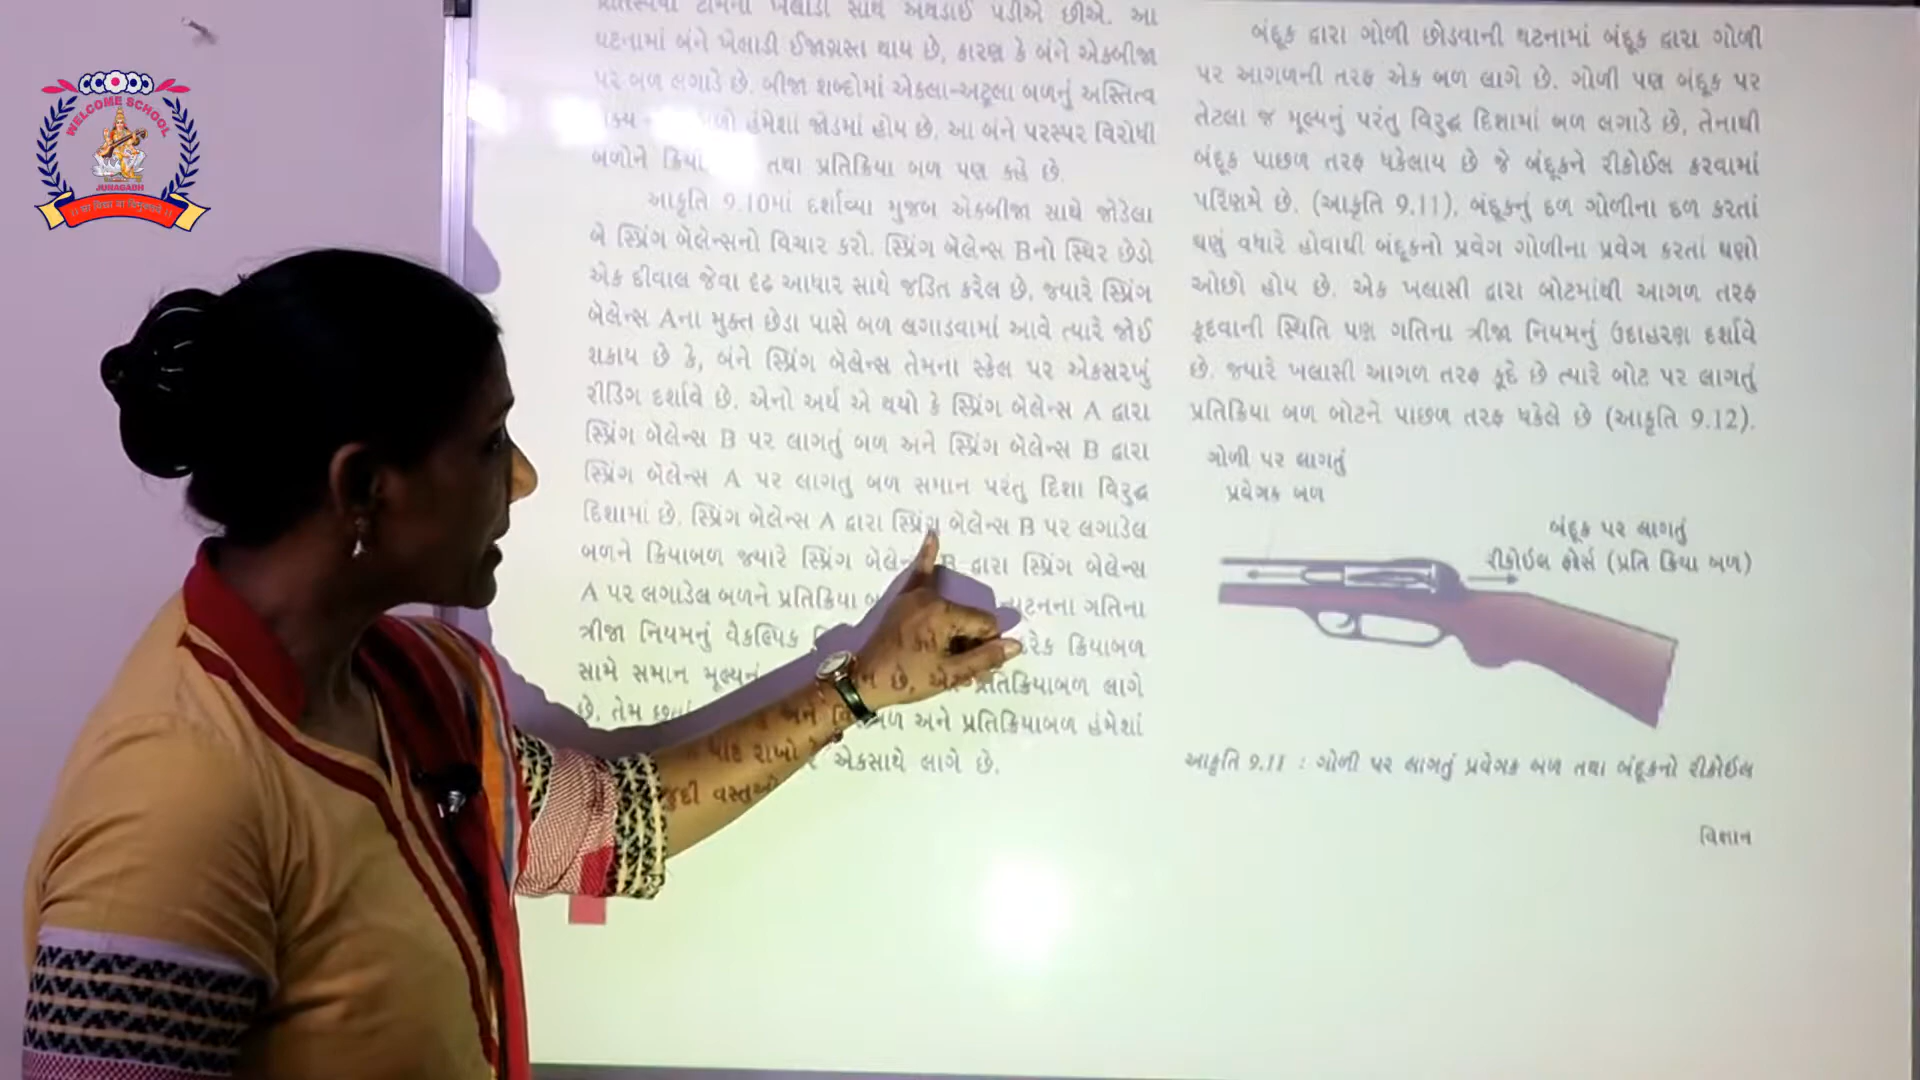 WELCOME SCHOOL
JUNAGADH
ટીમના ખેલાડી સાથે અથડાઈ પડીએ છીએ. આ
ઘટનામાં બંને ખેલાડી ઈજાગ્રસ્ત થાય છે, કારણ કે બંને એકબીજા
પર બળ લગાડે છે. બીજા શબ્દોમાં એકલા-અટૂલા બળનું અસ્તિત્વ
હંમેશાં જોડમાં હોય છે. આ બંને પરસ્પર વિરોધી
બળોને ક્રિયા તથા પ્રતિક્રિયા બળ પણ કહે છે.
આકૃતિ 9.10માં દર્શાવ્યા મુજબ એકબીજા સાથે જોડેલા
બે સ્પ્રિંગ બૅલેન્સનો વિચાર કરો. સ્પ્રિંગ બૅલેન્સ Bનો સ્થિર છેડો
એક દીવાલ જેવા દૃઢ આધાર સાથે જડિત કરેલ છે. જ્યારે સ્પ્રિંગ
બૅલેન્સ Aના મુક્ત છેડા પાસે બળ લગાડવામાં આવે ત્યારે જોઈ
શકાય છે કે, બંને સ્પ્રિંગ બૅલેન્સ તેમના સ્કેલ પર એકસરખું
રીડિંગ દર્શાવે છે. એનો અર્થ એ થયો કે સ્પ્રિંગ બૅલેન્સ A દ્વારા
સ્પ્રિંગ બૅલેન્સ B પર લાગતું બળ અને સ્પ્રિંગ બૅલેન્સ B દ્વારા
સ્પ્રિંગ બૅલેન્સ A પર લાગતું બળ સમાન પરંતુ દિશા વિરુદ્ધ
દિશામાં છે. સ્પ્રિંગ બૅલેન્સ A દ્વારા સ્પ્રિંગ બૅલેન્સ B પર લગાડેલ
બળને ક્રિયાબળ જ્યારે સ્પ્રિંગ બૅલેન્સ B દ્વારા સ્પ્રિંગ બૅલેન્સ
A પર લગાડેલ બળને પ્રતિક્રિયા ન્યૂટનના ગતિના
ત્રીજા નિયમનું વૈકલ્પિક દરેક ક્રિયાબળ
સામે સમાન મૂલ્યનું પ્રતિક્રિયાબળ લાગે
છે. તેમ છતાં અને પ્રતિક્રિયાબળ હંમેશાં
યાદ રાખો એકસાથે લાગે છે.
જુદી
બંદૂક દ્વારા ગોળી છોડવાની ઘટનામાં બંદૂક દ્વારા ગોળી
પર આગળની તરફ એક બળ લાગે છે. ગોળી પણ બંદૂક પર
તેટલા જ મૂલ્યનું પરંતુ વિરુદ્ધ દિશામાં બળ લગાડે છે, તેનાથી
બંદૂક પાછળ તરફ ધકેલાય છે જે બંદૂકને રીકોઈલ કરવામાં
પરિણમે છે. (આકૃતિ 9.11). બંદૂકનું દળ ગોળીના દળ કરતાં
ઘણું વધારે હોવાથી બંદૂકનો પ્રવેગ ગોળીના પ્રવેગ કરતાં ઘણો
ઓછો હોય છે. એક ખલાસી દ્વારા બોટમાંથી આગળ તરફ
કૂદવાની સ્થિતિ પણ ગતિના ત્રીજા નિયમનું ઉદાહરણ દર્શાવે
છે. જ્યારે ખલાસી આગળ તરફ કૂદે છે ત્યારે બોટ પર લાગતું
પ્રતિક્રિયા બળ બોટને પાછળ તરફ ધકેલે છે (આકૃતિ 9.12).
ગોળી પર લાગતું
પ્રવેગક બળ
બંદૂક પર લાગતું
રીકોઈલ ફોર્સ (પ્રતિ ક્રિયા બળ)
આકૃતિ 9.11 : ગોળી પર લાગતું પ્રવેગક બળ તથા બંદૂકનો રીકોઈલ
વિજ્ઞાન